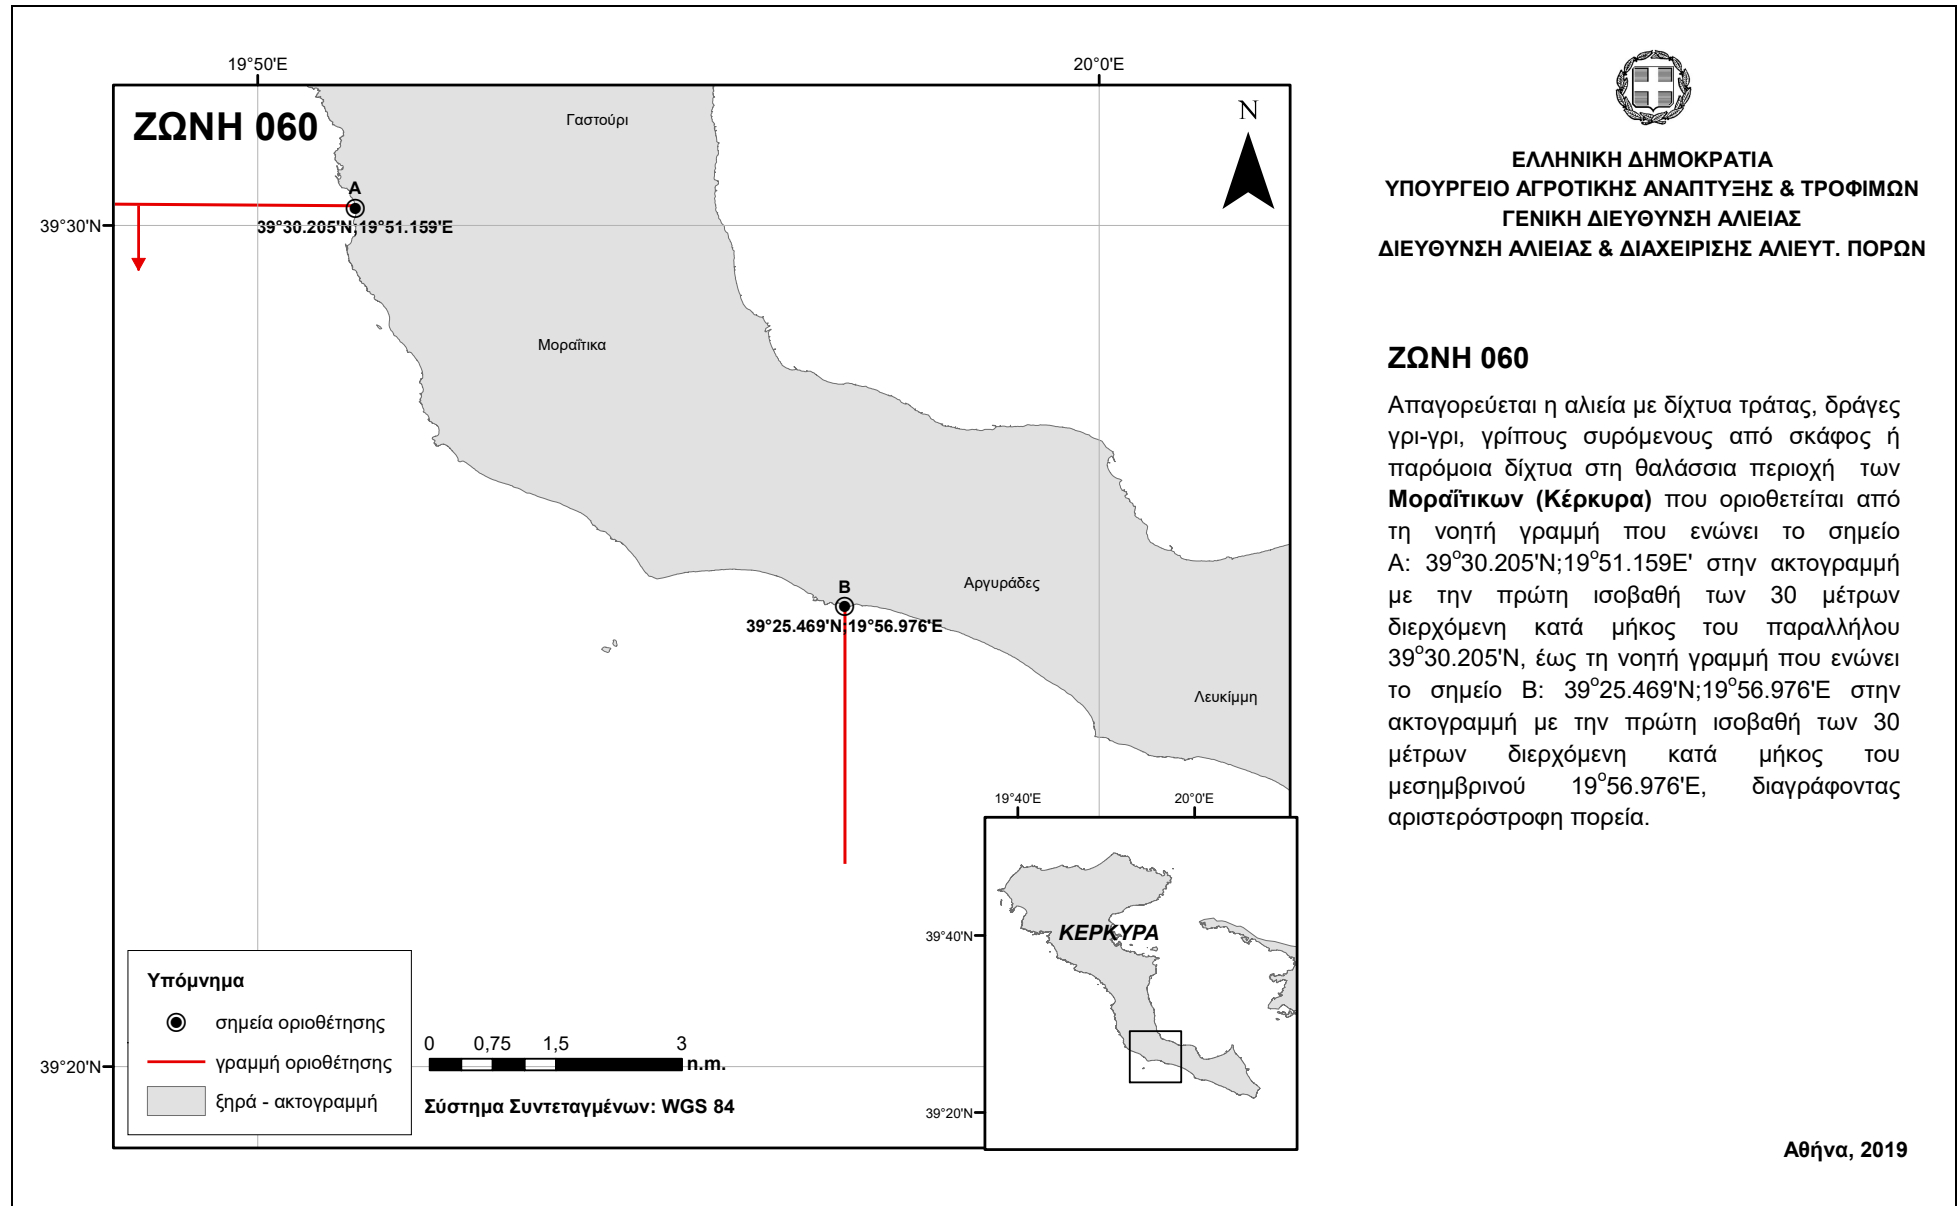 19°50'E
20°0'E
ΖΩΝΗ 060
Γαστούρι
N
A
39°30'N
39°30.205'N;19°51.159'E
Μοραΐτικα
Αργυράδες
B
39°25.469'N;19°56.976'E
Λευκίμμη
19°40'E
20°0'E
ΚΕΡΚΥΡΑ
39°40'N
39°20'N
39°20'N
Υπόμνημα
σημεία οριοθέτησης
γραμμή οριοθέτησης
ξηρά - ακτογραμμή
0 0,75 1,5 3
n.m.
Σύστημα Συντεταγμένων: WGS 84
ΕΛΛΗΝΙΚΗ ΔΗΜΟΚΡΑΤΙΑ
ΥΠΟΥΡΓΕΙΟ ΑΓΡΟΤΙΚΗΣ ΑΝΑΠΤΥΞΗΣ & ΤΡΟΦΙΜΩΝ
ΓΕΝΙΚΗ ΔΙΕΥΘΥΝΣΗ ΑΛΙΕΙΑΣ
ΔΙΕΥΘΥΝΣΗ ΑΛΙΕΙΑΣ & ΔΙΑΧΕΙΡΙΣΗΣ ΑΛΙΕΥΤ. ΠΟΡΩΝ
ΖΩΝΗ 060
Απαγορεύεται η αλιεία με δίχτυα τράτας, δράγες
γρι-γρι, γρίπους συρόμενους από σκάφος ή
παρόμοια δίχτυα στη θαλάσσια περιοχή των
Μοραΐτικων (Κέρκυρα) που οριοθετείται από
τη νοητή γραμμή που ενώνει το σημείο
Α: 39°30.205'Ν;19°51.159Ε' στην ακτογραμμή
με την πρώτη ισοβαθή των 30 μέτρων
διερχόμενη κατά μήκος του παραλλήλου
39°30.205'Ν, έως τη νοητή γραμμή που ενώνει
το σημείο Β: 39°25.469'Ν;19°56.976'Ε στην
ακτογραμμή με την πρώτη ισοβαθή των 30
μέτρων διερχόμενη κατά μήκος του
μεσημβρινού 19°56.976'Ε, διαγράφοντας
αριστερόστροφη πορεία.
Αθήνα, 2019